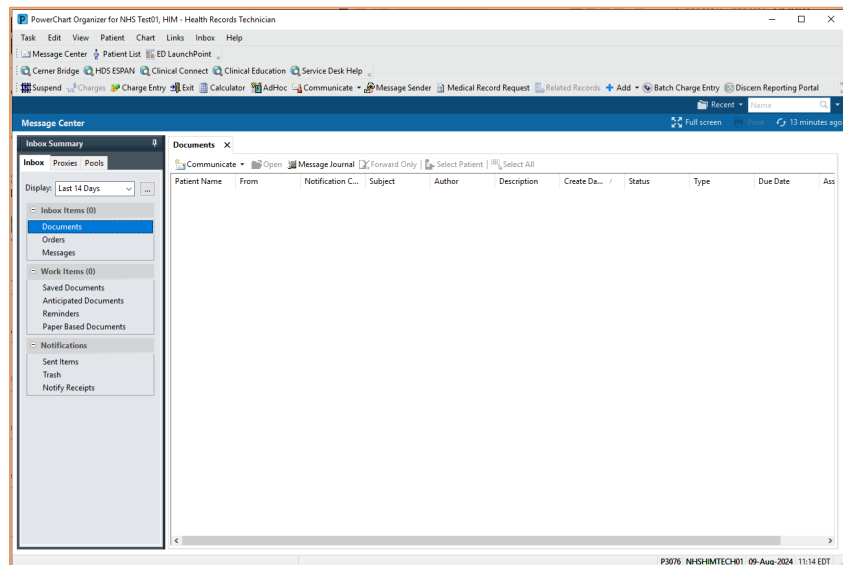 PowerChart Organizer for NHS Test01, HIM - Health Records Technician
Task Edit View Patient Chart Links Inbox Help
Message Center Patient List ED LaunchPoint
Cerner Bridge HDS ESPAN Clinical Connect Clinical Education Service Desk Help
Suspend Charges Charge Entry Exit Calculator AdHoc Communicate Message Sender Medical Record Request Related Records Add Batch Charge Entry Discern Reporting Portal
Recent Name
Message Center Full screen Print 13 minutes ago
Inbox Summary
Documents X
Inbox Proxies Pools
Communicate Open Message Journal Forward Only Select Patient Select All
Display: Last 14 Days ...
Patient Name From Notification C... Subject Author Description Create Da... Status Type Due Date Ass
Inbox Items (0)
Documents
Orders
Messages
Work Items (0)
Saved Documents
Anticipated Documents
Reminders
Paper Based Documents
Notifications
Sent Items
Trash
Notify Receipts
P3076 NHSHIMTECH01 09-Aug-2024 11:14 EDT